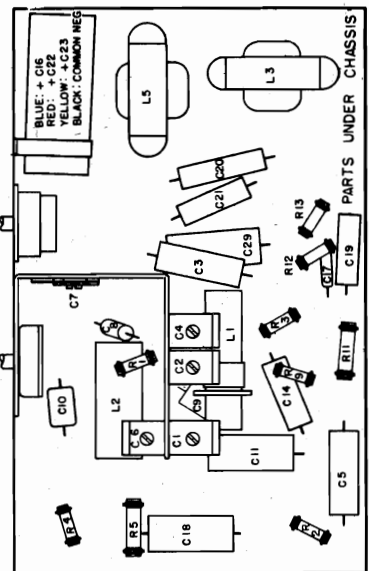 BLUE: + C16
RED: + C22
YELLOW: + C23
BLACK: COMMON NEG
L5
L3
PARTS UNDER CHASSIS
C20
C21
R13
C29
C3
R12
C17
C19
C7
C8
C4
L1
R3
R1
C2
R11
L2
C9
R9
C14
C10
C6
C1
C11
C5
R4
R5
C18
R2